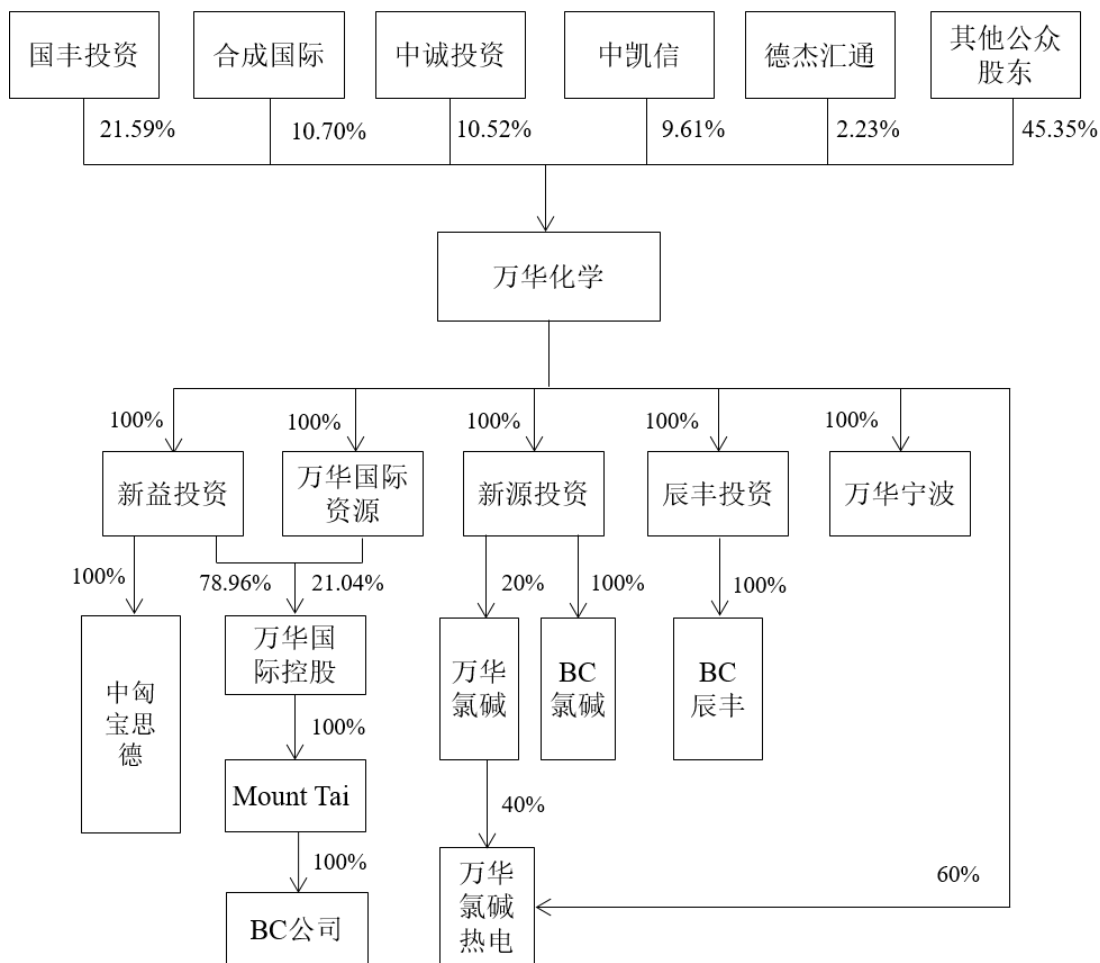 国丰投资
合成国际
中诚投资
中凯信
德杰汇通
其他公众
股东
21.59%
10.70%
10.52%
9.61%
2.23%
45.35%
万华化学
100%
100%
100%
100%
100%
新益投资
万华国际
资源
新源投资
辰丰投资
万华宁波
100%
78.96%
21.04%
20%
100%
100%
中匈
宝思
德
万华国
际控股
万华
氯碱
BC
氯碱
BC
辰丰
100%
Mount Tai
40%
100%
BC公司
万华
氯碱
热电
60%